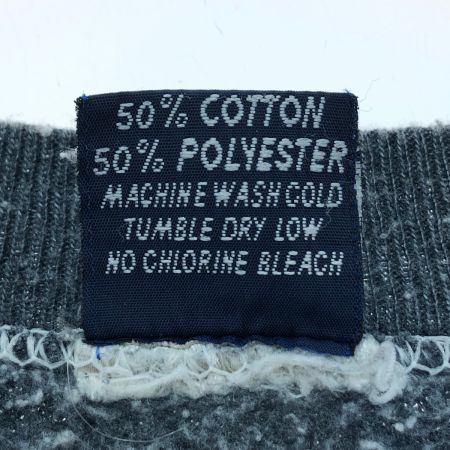 50% COTTON
50% POLYESTER
MACHINE WASH COLD
TUMBLE DRY LOW
NO CHLORINE BLEACH